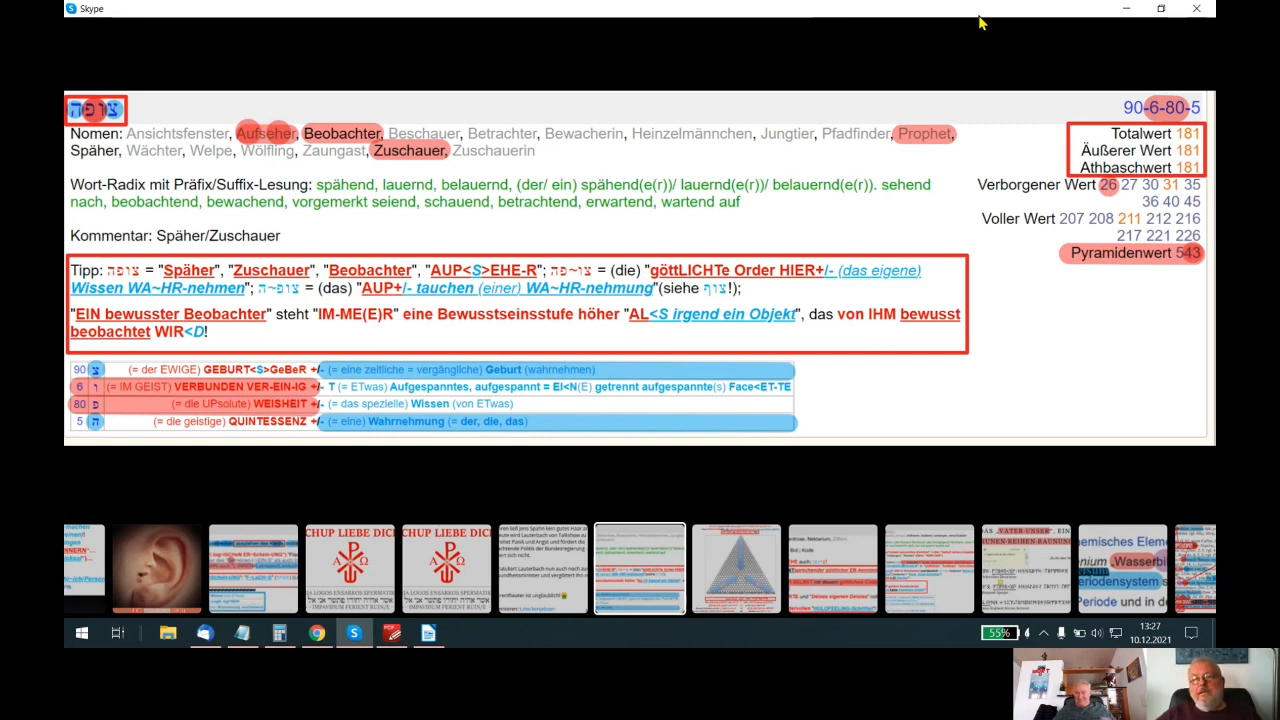 Skype
צופה
90-6-80-5
Nomen: Ansichtsfenster, Aufseher, Beobachter, Beschauer, Betrachter, Bewacherin, Heinzelmännchen, Jungtier, Pfadfinder, Prophet,
Späher, Wächter, Welpe, Wölfling, Zaungast, Zuschauer, Zuschauerin
Totalwert 181
Äußerer Wert 181
Athbaschwert 181
Verborgener Wert 26 27 30 31 35
36 40 45
Voller Wert 207 208 211 212 216
217 221 226
Pyramidenwert 543
Wort-Radix mit Präfix/Suffix-Lesung: spähend, lauernd, belauernd, (der/ ein) spähend(e(r))/ lauernd(e(r))/ belauernd(e(r)). sehend
nach, beobachtend, bewachend, vorgemerkt seiend, schauend, betrachtend, erwartend, wartend auf
Kommentar: Späher/Zuschauer
Tipp: צופה = "Späher", "Zuschauer", "Beobachter", "AUP<S>EHE-R"; צו~פה = (die) "göttLICHTe Order HIER+/- (das eigene)
Wissen WA~HR-nehmen"; צופ~ה = (das) "AUP+/- tauchen (einer) WA~HR-nehmung"(siehe צוף!);
"EIN bewusster Beobachter" steht "IM-ME(E)R" eine Bewusstseinsstufe höher "AL<S irgend ein Objekt", das von IHM bewusst
beobachtet WIR<D!
90 צ (= der EWIGE) GEBURT<S>GeBeR +/- (= eine zeitliche = vergängliche) Geburt (wahrnehmen)
6 ו (= IM GEIST) VERBUNDEN VER-EIN-IG +/- T (= ETwas) Aufgespanntes, aufgespannt = EI<N(E) getrennt aufgespannte(s) Face<ET-TE
80 פ (= die UPsolute) WEISHEIT +/- (= das spezielle) Wissen (von ETwas)
5 ה (= die geistige) QUINTESSENZ +/- (= eine) Wahrnehmung (= der, die, das)
CHUP LIEBE DICH
CHUP LIEBE DICH
Α Ω
Α Ω
"VATER-UNSER"
hemisches Eleme
Wasserbi
Periodensystem
Periode und in de
55%
13:27
10.12.2021